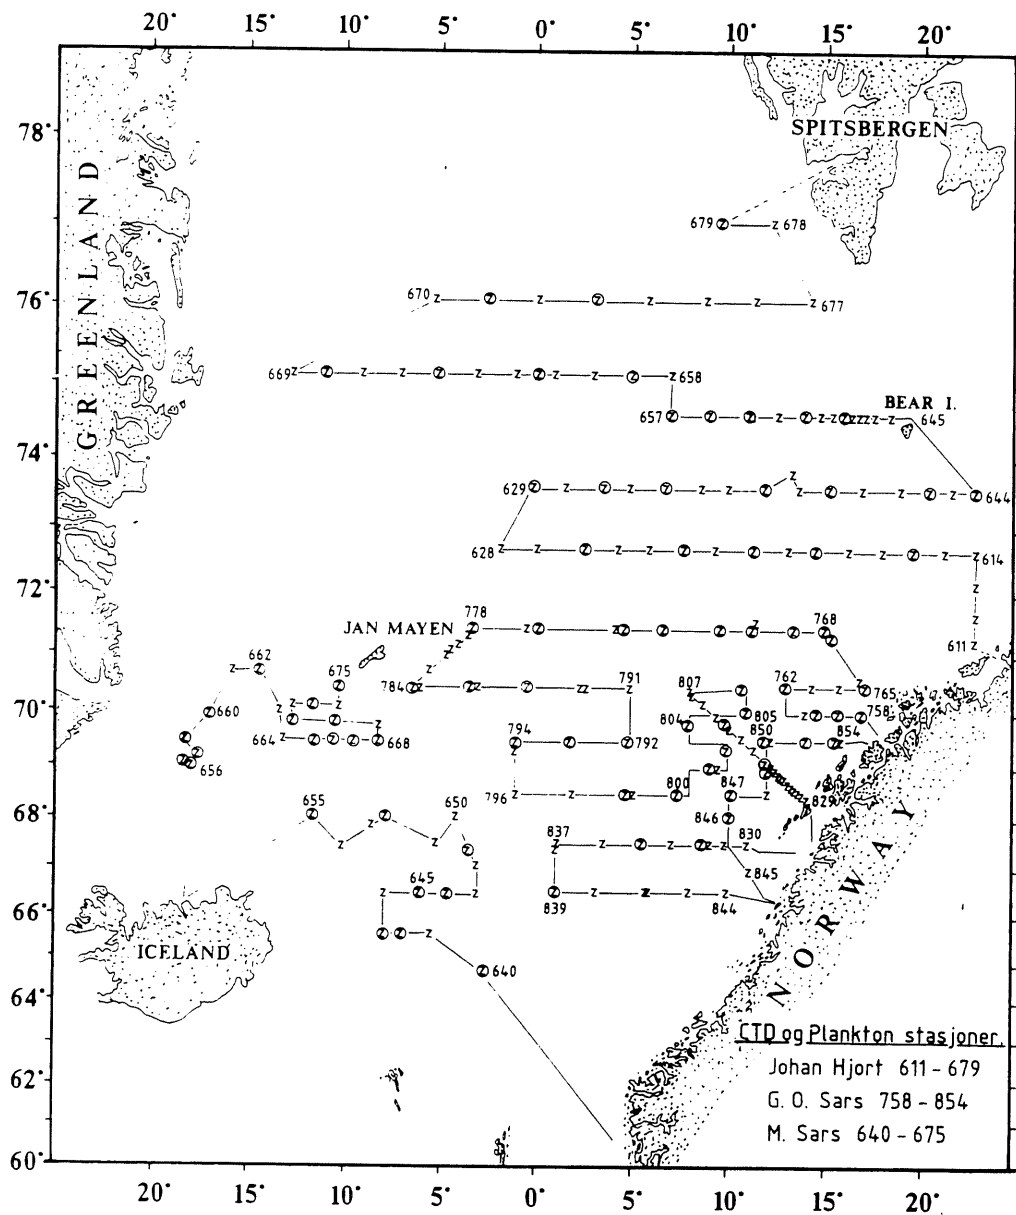 20° 15° 10° 5° 0° 5° 10° 15° 20°
78°
SPITSBERGEN
GREENLAND
679 678
76°
670 677
669 658
BEAR I.
657 645
74°
629 644
628 614
72°
778 768
JAN MAYEN 611
662 675 791 807 762
784 765
70°
660 804 805 758
794 850 854
664 668 792
656
800 847
796 829
68°
655 650
846
837 830
645 845
66°
839 844
ICELAND
NORWAY
640
64°
CTD og Plankton stasjoner.
Johan Hjort 611-679
62°
G. O. Sars 758-854
M. Sars 640-675
60°
20° 15° 10° 5° 0° 5° 10° 15° 20°